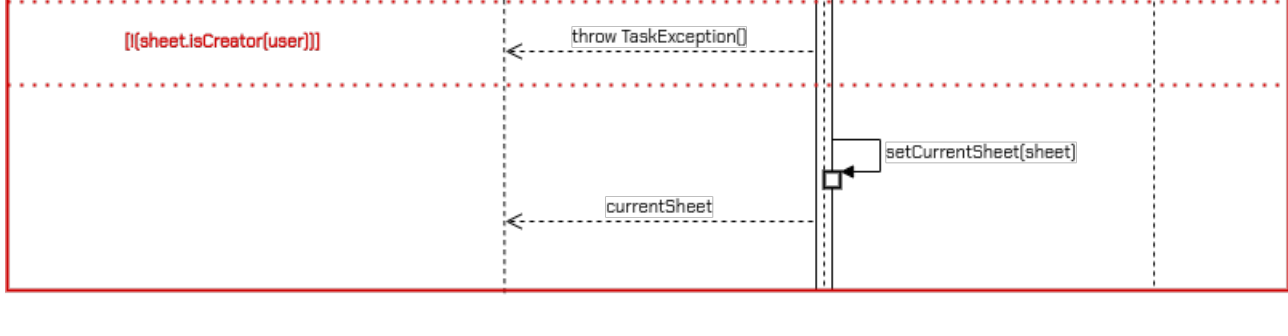 [!(sheet.isCreator(user))]
throw TaskException()
setCurrentSheet(sheet)
currentSheet